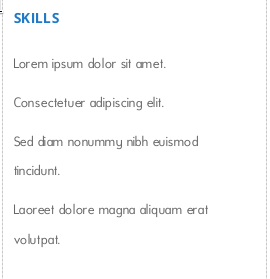 SKILLS
Lorem ipsum dolor sit amet.
Consectetuer adipiscing elit.
Sed diam nonummy nibh euismod
tincidunt.
Laoreet dolore magna aliquam erat
volutpat.